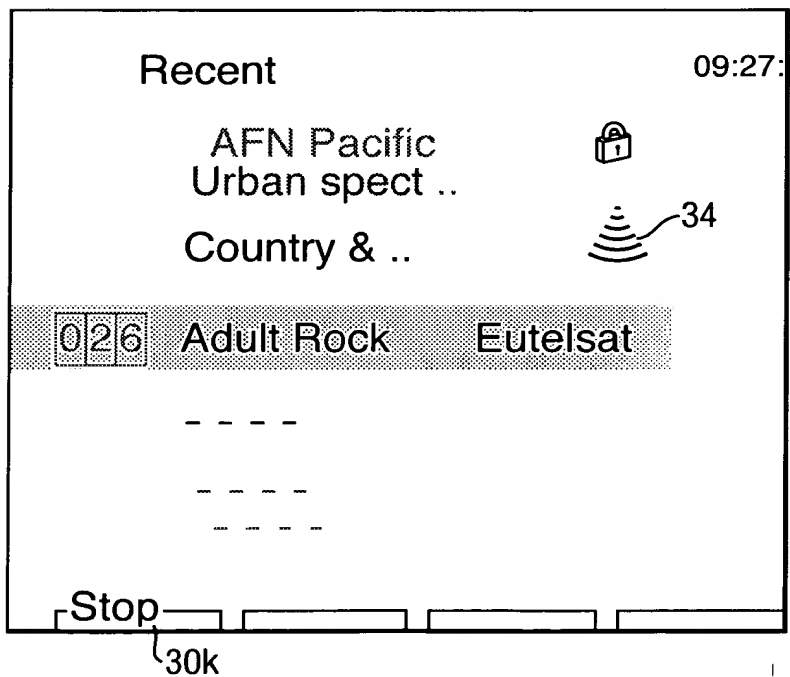 Recent 09:27:
AFN Pacific
Urban spect ..
Country & .. 34
026 Adult Rock Eutelsat
- - - -
- - - -
- - - -
Stop
30k